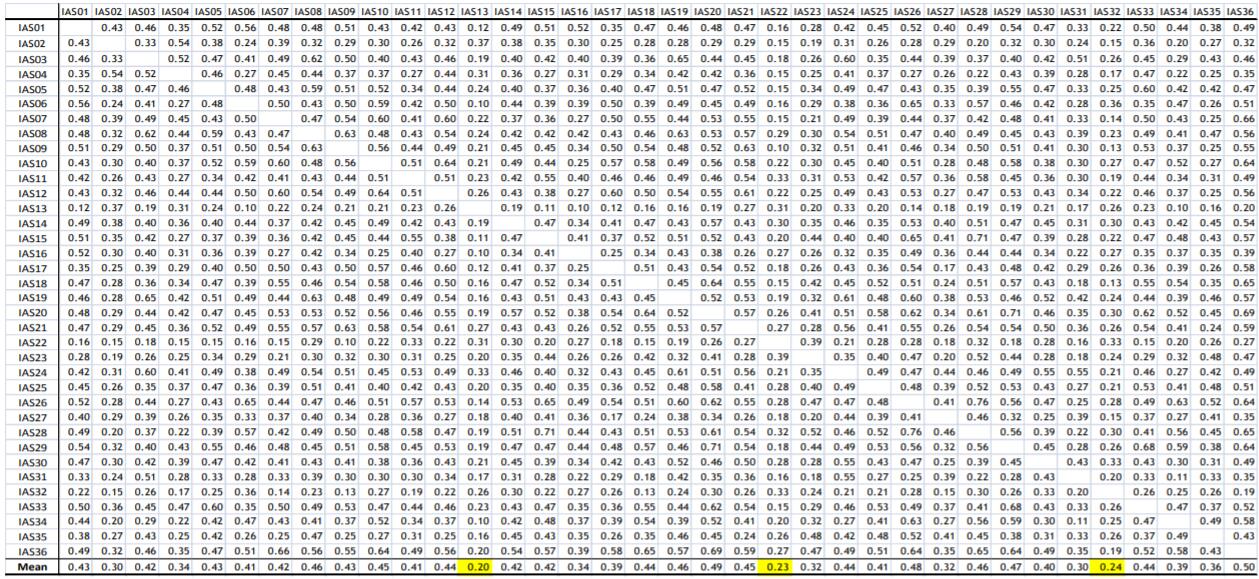 IAS01 IAS02 IAS03 IAS04 IAS05 IAS06 IAS07 IAS08 IAS09 IAS10 IAS11 IAS12 IAS13 IAS14 IAS15 IAS16 IAS17 IAS18 IAS19 IAS20 IAS21 IAS22 IAS23 IAS24 IAS25 IAS26 IAS27 IAS28 IAS29 IAS30 IAS31 IAS32 IAS33 IAS34 IAS35 IAS36
IAS01 0.43 0.46 0.35 0.52 0.56 0.48 0.48 0.51 0.43 0.42 0.43 0.12 0.49 0.51 0.52 0.35 0.47 0.46 0.48 0.47 0.16 0.28 0.42 0.45 0.52 0.40 0.49 0.54 0.47 0.33 0.22 0.50 0.44 0.38 0.49
IAS02 0.43 0.33 0.54 0.38 0.24 0.39 0.32 0.29 0.30 0.26 0.32 0.37 0.38 0.35 0.30 0.25 0.28 0.28 0.29 0.29 0.15 0.19 0.31 0.26 0.28 0.29 0.20 0.32 0.30 0.24 0.15 0.36 0.20 0.27 0.32
IAS03 0.46 0.33 0.52 0.47 0.41 0.49 0.62 0.50 0.40 0.43 0.46 0.19 0.40 0.42 0.40 0.39 0.36 0.65 0.44 0.45 0.18 0.26 0.60 0.35 0.44 0.39 0.37 0.40 0.42 0.51 0.26 0.45 0.29 0.43 0.46
IAS04 0.35 0.54 0.52 0.46 0.27 0.45 0.44 0.37 0.37 0.27 0.44 0.31 0.36 0.27 0.31 0.29 0.34 0.42 0.42 0.36 0.15 0.25 0.41 0.37 0.27 0.26 0.22 0.43 0.39 0.28 0.17 0.47 0.22 0.25 0.35
IAS05 0.52 0.38 0.47 0.46 0.48 0.43 0.59 0.51 0.52 0.34 0.44 0.24 0.40 0.37 0.36 0.40 0.47 0.51 0.47 0.52 0.15 0.34 0.49 0.47 0.43 0.35 0.39 0.55 0.47 0.33 0.25 0.60 0.42 0.42 0.47
IAS06 0.56 0.24 0.41 0.27 0.48 0.50 0.43 0.50 0.59 0.42 0.50 0.10 0.44 0.39 0.39 0.50 0.39 0.49 0.45 0.49 0.16 0.29 0.38 0.36 0.65 0.33 0.57 0.46 0.42 0.28 0.36 0.35 0.47 0.26 0.51
IAS07 0.48 0.39 0.49 0.45 0.43 0.50 0.47 0.54 0.60 0.41 0.60 0.22 0.37 0.36 0.27 0.50 0.55 0.44 0.53 0.55 0.15 0.21 0.49 0.39 0.44 0.37 0.42 0.48 0.41 0.33 0.14 0.50 0.43 0.25 0.66
IAS08 0.48 0.32 0.62 0.44 0.59 0.43 0.47 0.63 0.48 0.43 0.54 0.24 0.42 0.42 0.42 0.43 0.46 0.63 0.53 0.57 0.29 0.30 0.54 0.51 0.47 0.40 0.49 0.45 0.43 0.39 0.23 0.49 0.41 0.47 0.56
IAS09 0.51 0.29 0.50 0.37 0.51 0.50 0.54 0.63 0.56 0.44 0.49 0.21 0.45 0.45 0.34 0.50 0.54 0.48 0.52 0.63 0.10 0.32 0.51 0.41 0.46 0.34 0.50 0.51 0.41 0.30 0.13 0.53 0.37 0.25 0.55
IAS10 0.43 0.30 0.40 0.37 0.52 0.59 0.60 0.48 0.56 0.51 0.64 0.21 0.49 0.44 0.25 0.57 0.58 0.49 0.56 0.58 0.22 0.30 0.45 0.40 0.51 0.28 0.48 0.58 0.38 0.30 0.27 0.47 0.52 0.27 0.64
IAS11 0.42 0.26 0.43 0.27 0.34 0.42 0.41 0.43 0.44 0.51 0.51 0.23 0.42 0.55 0.40 0.46 0.46 0.49 0.46 0.54 0.33 0.31 0.53 0.42 0.57 0.36 0.58 0.45 0.36 0.30 0.19 0.44 0.34 0.31 0.49
IAS12 0.43 0.32 0.46 0.44 0.44 0.50 0.60 0.54 0.49 0.64 0.51 0.26 0.43 0.38 0.27 0.60 0.50 0.54 0.55 0.61 0.22 0.25 0.49 0.43 0.53 0.27 0.47 0.53 0.43 0.34 0.22 0.46 0.37 0.25 0.56
IAS13 0.12 0.37 0.19 0.31 0.24 0.10 0.22 0.24 0.21 0.21 0.23 0.26 0.19 0.11 0.10 0.12 0.16 0.16 0.19 0.27 0.31 0.20 0.33 0.20 0.14 0.18 0.19 0.19 0.21 0.17 0.26 0.23 0.10 0.16 0.20
IAS14 0.49 0.38 0.40 0.36 0.40 0.44 0.37 0.42 0.45 0.49 0.42 0.43 0.19 0.47 0.34 0.41 0.47 0.43 0.57 0.43 0.30 0.35 0.46 0.35 0.53 0.40 0.51 0.47 0.45 0.31 0.30 0.43 0.42 0.45 0.54
IAS15 0.51 0.35 0.42 0.27 0.37 0.39 0.36 0.42 0.45 0.44 0.55 0.38 0.11 0.47 0.41 0.37 0.52 0.51 0.52 0.43 0.20 0.44 0.40 0.40 0.65 0.41 0.71 0.47 0.39 0.28 0.22 0.47 0.48 0.43 0.57
IAS16 0.52 0.30 0.40 0.31 0.36 0.39 0.27 0.42 0.34 0.25 0.40 0.27 0.10 0.34 0.41 0.25 0.34 0.43 0.38 0.26 0.27 0.26 0.32 0.35 0.49 0.36 0.44 0.44 0.34 0.22 0.27 0.35 0.37 0.35 0.39
IAS17 0.35 0.25 0.39 0.29 0.40 0.50 0.50 0.43 0.50 0.57 0.46 0.60 0.12 0.41 0.37 0.25 0.51 0.43 0.54 0.52 0.18 0.26 0.43 0.36 0.54 0.17 0.43 0.48 0.42 0.29 0.26 0.36 0.39 0.26 0.58
IAS18 0.47 0.28 0.36 0.34 0.47 0.39 0.55 0.46 0.54 0.58 0.46 0.50 0.16 0.47 0.52 0.34 0.51 0.45 0.64 0.55 0.15 0.42 0.45 0.52 0.51 0.24 0.51 0.57 0.43 0.18 0.13 0.55 0.54 0.35 0.65
IAS19 0.46 0.28 0.65 0.42 0.51 0.49 0.44 0.63 0.48 0.49 0.49 0.54 0.16 0.43 0.51 0.43 0.43 0.45 0.52 0.53 0.19 0.32 0.61 0.48 0.60 0.38 0.53 0.46 0.52 0.42 0.24 0.44 0.39 0.46 0.57
IAS20 0.48 0.29 0.44 0.42 0.47 0.45 0.53 0.53 0.52 0.56 0.46 0.55 0.19 0.57 0.52 0.38 0.54 0.64 0.52 0.57 0.26 0.41 0.51 0.58 0.62 0.34 0.61 0.71 0.46 0.35 0.30 0.62 0.52 0.45 0.69
IAS21 0.47 0.29 0.45 0.36 0.52 0.49 0.55 0.57 0.63 0.58 0.54 0.61 0.27 0.43 0.43 0.26 0.52 0.55 0.53 0.57 0.27 0.28 0.56 0.41 0.55 0.26 0.54 0.54 0.50 0.36 0.26 0.54 0.41 0.24 0.59
IAS22 0.16 0.15 0.18 0.15 0.15 0.16 0.15 0.29 0.10 0.22 0.33 0.22 0.31 0.30 0.20 0.27 0.18 0.15 0.19 0.26 0.27 0.39 0.21 0.28 0.28 0.18 0.32 0.18 0.28 0.16 0.33 0.15 0.20 0.26 0.27
IAS23 0.28 0.19 0.26 0.25 0.34 0.29 0.21 0.30 0.32 0.30 0.31 0.25 0.20 0.35 0.44 0.26 0.26 0.42 0.32 0.41 0.28 0.39 0.35 0.40 0.47 0.20 0.52 0.44 0.28 0.18 0.24 0.29 0.32 0.48 0.47
IAS24 0.42 0.31 0.60 0.41 0.49 0.38 0.49 0.54 0.51 0.45 0.53 0.49 0.33 0.46 0.40 0.32 0.43 0.45 0.61 0.51 0.56 0.21 0.35 0.49 0.47 0.44 0.46 0.49 0.55 0.55 0.21 0.46 0.27 0.42 0.49
IAS25 0.45 0.26 0.35 0.37 0.47 0.36 0.39 0.51 0.41 0.40 0.42 0.43 0.20 0.35 0.40 0.35 0.36 0.52 0.48 0.58 0.41 0.28 0.40 0.49 0.48 0.39 0.52 0.53 0.43 0.27 0.21 0.53 0.41 0.48 0.51
IAS26 0.52 0.28 0.44 0.27 0.43 0.65 0.44 0.47 0.46 0.51 0.57 0.53 0.14 0.53 0.65 0.49 0.54 0.51 0.60 0.62 0.55 0.28 0.47 0.47 0.48 0.41 0.76 0.56 0.47 0.25 0.28 0.49 0.63 0.52 0.64
IAS27 0.40 0.29 0.39 0.26 0.35 0.33 0.37 0.40 0.34 0.28 0.36 0.27 0.18 0.40 0.41 0.36 0.17 0.24 0.38 0.34 0.26 0.18 0.20 0.44 0.39 0.41 0.46 0.32 0.25 0.39 0.15 0.37 0.27 0.41 0.35
IAS28 0.49 0.20 0.37 0.22 0.39 0.57 0.42 0.49 0.50 0.48 0.58 0.47 0.19 0.51 0.71 0.44 0.43 0.51 0.53 0.61 0.54 0.32 0.52 0.46 0.52 0.76 0.46 0.56 0.39 0.22 0.30 0.41 0.56 0.45 0.65
IAS29 0.54 0.32 0.40 0.43 0.55 0.46 0.48 0.45 0.51 0.58 0.45 0.53 0.19 0.47 0.47 0.44 0.48 0.57 0.46 0.71 0.54 0.18 0.44 0.49 0.53 0.56 0.32 0.56 0.45 0.28 0.26 0.68 0.59 0.38 0.64
IAS30 0.47 0.30 0.42 0.39 0.47 0.42 0.41 0.43 0.41 0.38 0.36 0.43 0.21 0.45 0.39 0.34 0.42 0.43 0.52 0.46 0.50 0.28 0.28 0.55 0.43 0.47 0.25 0.39 0.45 0.43 0.33 0.43 0.30 0.31 0.49
IAS31 0.33 0.24 0.51 0.28 0.33 0.28 0.33 0.39 0.30 0.30 0.30 0.34 0.17 0.31 0.28 0.22 0.29 0.18 0.42 0.35 0.36 0.16 0.18 0.55 0.27 0.25 0.39 0.22 0.28 0.43 0.20 0.33 0.11 0.33 0.35
IAS32 0.22 0.15 0.26 0.17 0.25 0.36 0.14 0.23 0.13 0.27 0.19 0.22 0.26 0.30 0.22 0.27 0.26 0.13 0.24 0.30 0.26 0.33 0.24 0.21 0.21 0.28 0.15 0.30 0.26 0.33 0.20 0.26 0.25 0.26 0.19
IAS33 0.50 0.36 0.45 0.47 0.60 0.35 0.50 0.49 0.53 0.47 0.44 0.46 0.23 0.43 0.47 0.35 0.36 0.55 0.44 0.62 0.54 0.15 0.29 0.46 0.53 0.49 0.37 0.41 0.68 0.43 0.33 0.26 0.47 0.37 0.52
IAS34 0.44 0.20 0.29 0.22 0.42 0.47 0.43 0.41 0.37 0.52 0.34 0.37 0.10 0.42 0.48 0.37 0.39 0.54 0.39 0.52 0.41 0.20 0.32 0.27 0.41 0.63 0.27 0.56 0.59 0.30 0.11 0.25 0.47 0.49 0.58
IAS35 0.38 0.27 0.43 0.25 0.42 0.26 0.25 0.47 0.25 0.27 0.31 0.25 0.16 0.45 0.43 0.35 0.26 0.35 0.46 0.45 0.24 0.26 0.48 0.42 0.48 0.52 0.41 0.45 0.38 0.31 0.33 0.26 0.37 0.49 0.43
IAS36 0.49 0.32 0.46 0.35 0.47 0.51 0.66 0.56 0.55 0.64 0.49 0.56 0.20 0.54 0.57 0.39 0.58 0.65 0.57 0.69 0.59 0.27 0.47 0.49 0.51 0.64 0.35 0.65 0.64 0.49 0.35 0.19 0.52 0.58 0.43
Mean 0.43 0.30 0.42 0.34 0.43 0.41 0.42 0.46 0.43 0.45 0.41 0.44 0.20 0.42 0.42 0.34 0.39 0.44 0.46 0.49 0.45 0.23 0.32 0.44 0.41 0.48 0.32 0.46 0.47 0.40 0.30 0.24 0.44 0.39 0.36 0.50